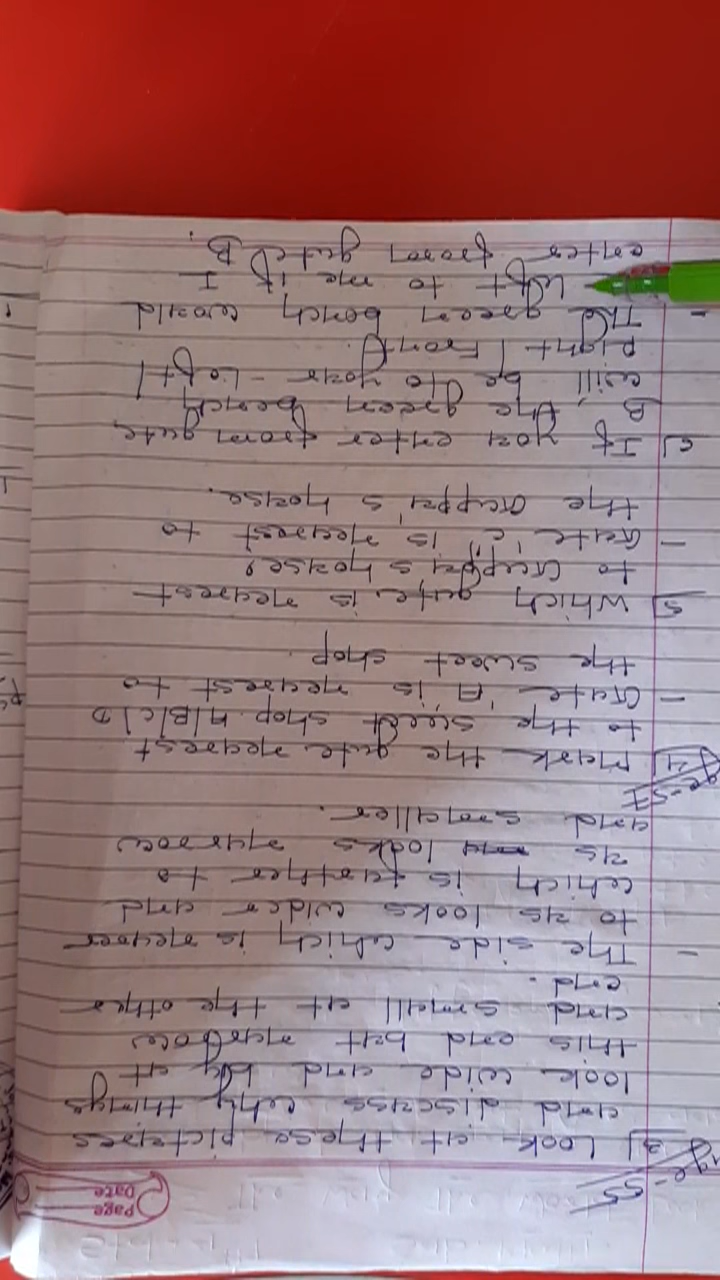 Page
Date
Page-55
3) Look at these pictures
and discuss why things
look wide and big at
this end but narrow
and small at the other
end.
- The side which is nearer
to us looks wider and
which is farther to
us looks narrow
and smaller.
Page-57
4) Mark the gate nearest
to the sweet shop A/B/C/D
- Gate 'A' is nearest to
the sweet shop
5) Which gate is nearest
to Guppy's house?
- Gate 'C' is nearest to
the Guppy's house.
6) If you enter from gate
B, the green bench
will be to your - Left/
Right/Front.
- The green bench would
left to me if I
enter from gate B.